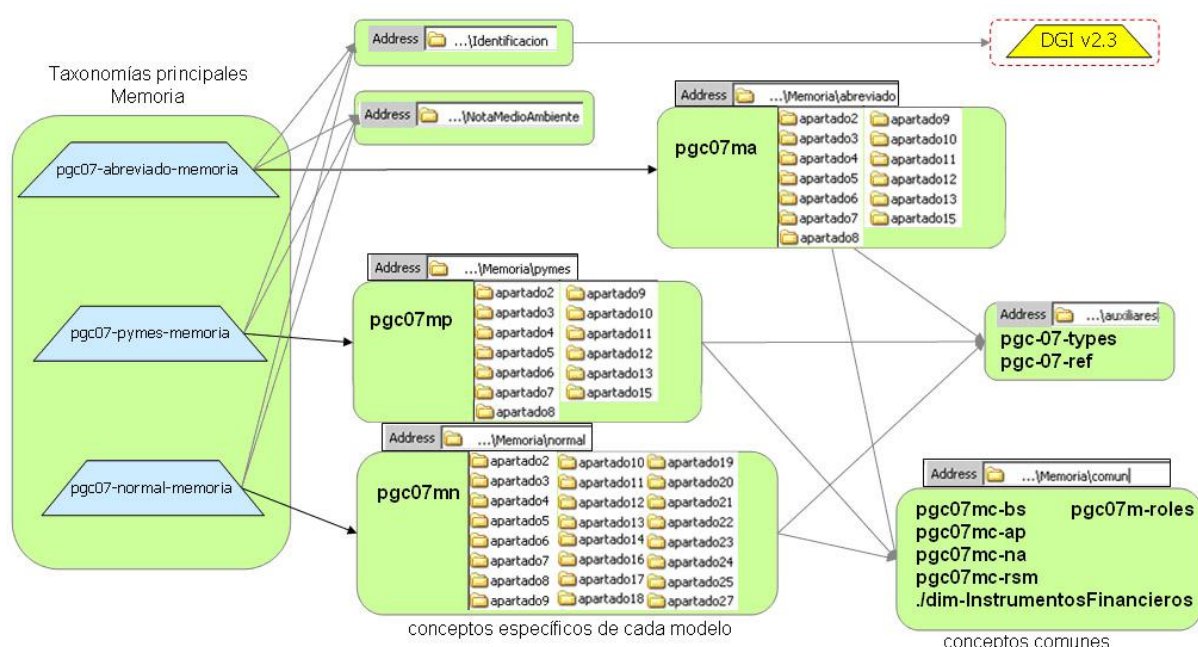 Taxonomías principales
Memoria
pgc07-abreviado-memoria
pgc07-pymes-memoria
pgc07-normal-memoria
Address ...\Identificacion
DGI v2.3
Address ...\NotaMedioAmbiente
Address ...\Memoria\abreviado
pgc07ma
apartado2 apartado9
apartado3 apartado10
apartado4 apartado11
apartado5 apartado12
apartado6 apartado13
apartado7 apartado15
apartado8
Address ...\Memoria\pymes
pgc07mp
apartado2 apartado9
apartado3 apartado10
apartado4 apartado11
apartado5 apartado12
apartado6 apartado13
apartado7 apartado15
apartado8
Address ...\Memoria\normal
pgc07mn
apartado2 apartado10 apartado19
apartado3 apartado11 apartado20
apartado4 apartado12 apartado21
apartado5 apartado13 apartado22
apartado6 apartado14 apartado23
apartado7 apartado16 apartado24
apartado8 apartado17 apartado25
apartado9 apartado18 apartado27
conceptos específicos de cada modelo
Address ...\auxiliares
pgc-07-types
pgc-07-ref
Address ...\Memoria\comun
pgc07mc-bs pgc07m-roles
pgc07mc-ap
pgc07mc-na
pgc07mc-rsm
./dim-InstrumentosFinancieros
conceptos comunes